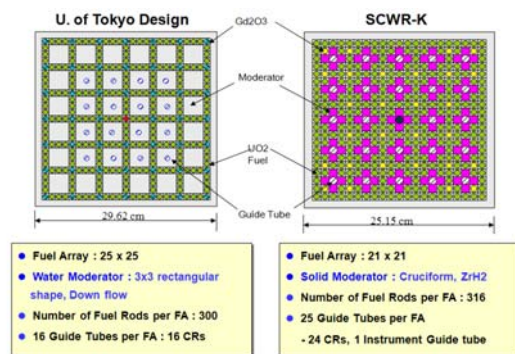 U. of Tokyo Design
SCWR-K
Gd2O3
Moderator
UO2
Fuel
Guide Tube
29.62 cm
25.15 cm
Fuel Array : 25 x 25
Water Moderator : 3x3 rectangular
shape, Down flow
Number of Fuel Rods per FA : 300
16 Guide Tubes per FA : 16 CRs
Fuel Array : 21 x 21
Solid Moderator : Cruciform, ZrH2
Number of Fuel Rods per FA : 316
25 Guide Tubes per FA
- 24 CRs, 1 Instrument Guide tube